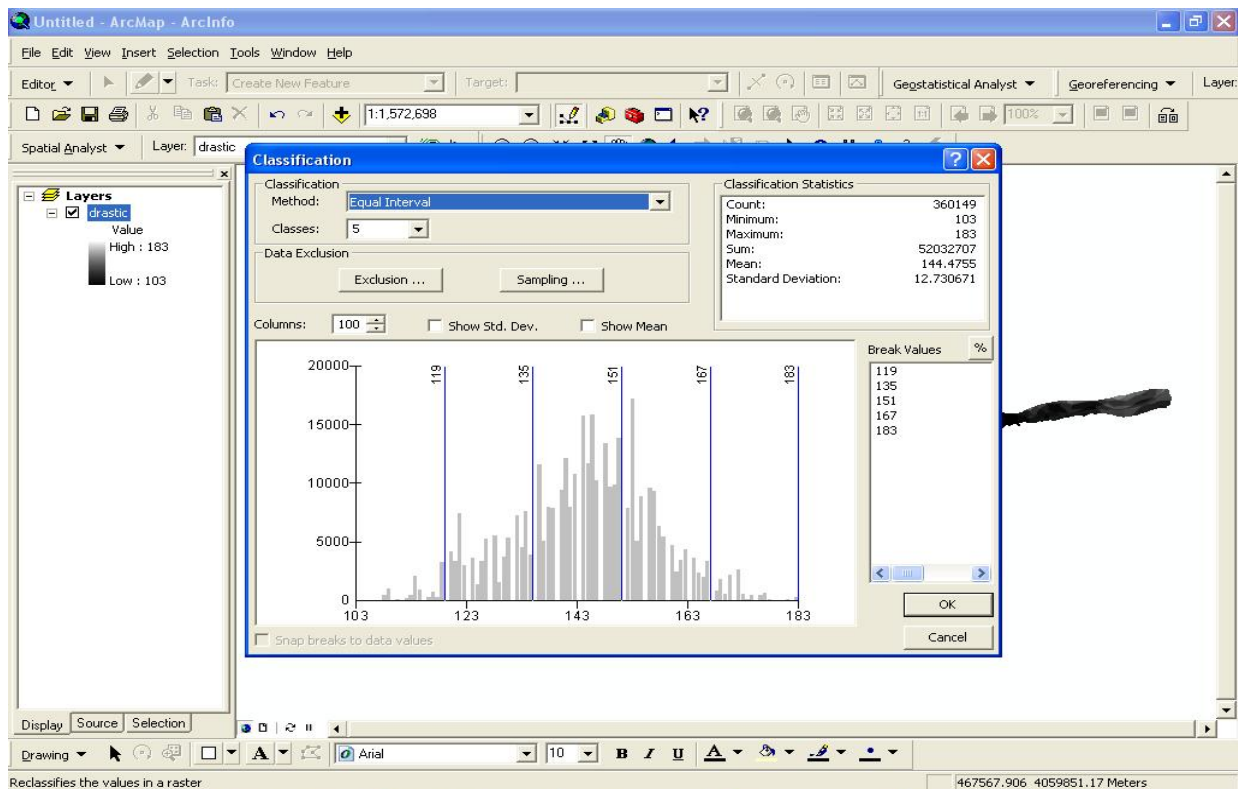 Untitled - ArcMap - ArcInfo
File Edit View Insert Selection Tools Window Help
Editor Task: Create New Feature Target: Geostatistical Analyst Georeferencing Layer:
1:1,572,698 100%
Spatial Analyst Layer: drastic
Layers
drastic
Value
High : 183
Low : 103
Classification
Classification
Method: Equal Interval
Classes: 5
Data Exclusion
Exclusion ... Sampling ...
Classification Statistics
Count: 360149
Minimum: 103
Maximum: 183
Sum: 52032707
Mean: 144.4755
Standard Deviation: 12.730671
Columns: 100 Show Std. Dev. Show Mean
Break Values %
119
135
151
167
183
20000
15000
10000
5000
0
119 135 151 167 183
103 123 143 163 183
Snap breaks to data values
OK
Cancel
Display Source Selection
Drawing A Arial 10 B I U A
Reclassifies the values in a raster
467567.906 4059851.17 Meters